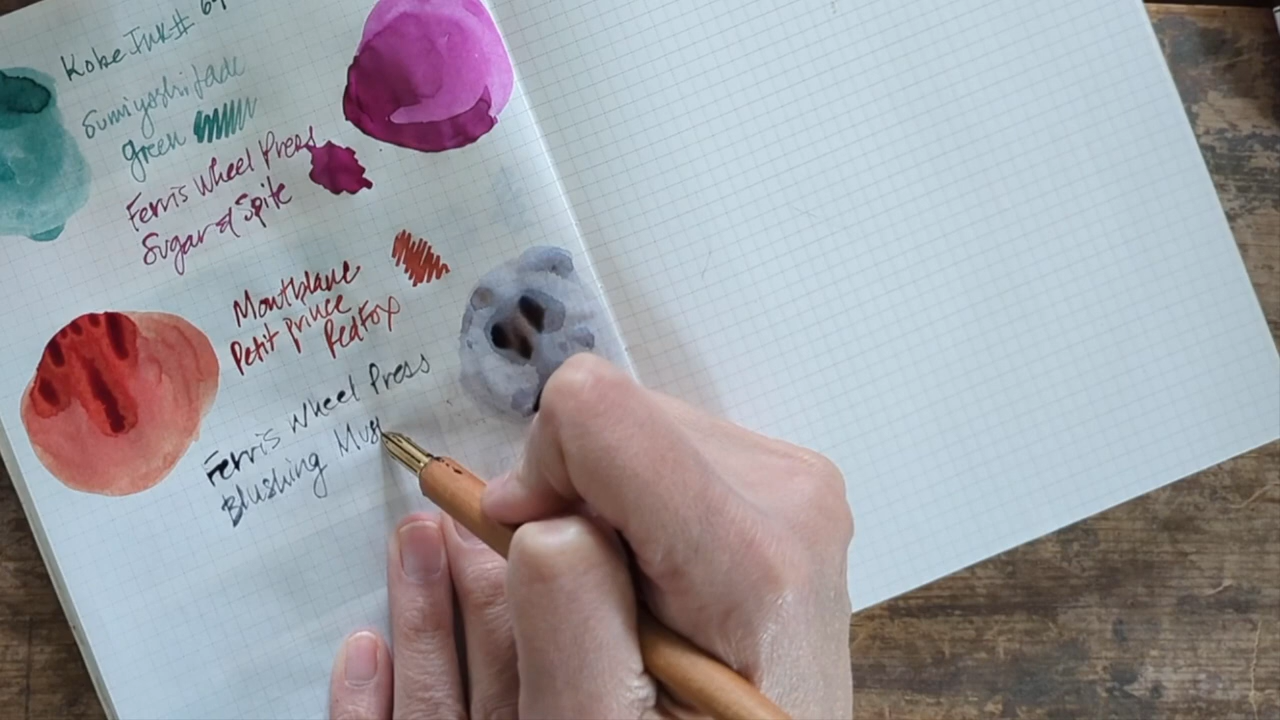 Kobe Ink #
Sumiyoshi Jade
green
Ferris Wheel Press
Sugar & Spite
Montblanc
Petit prince
Red Fox
Ferris Wheel Press
Blushing Mus